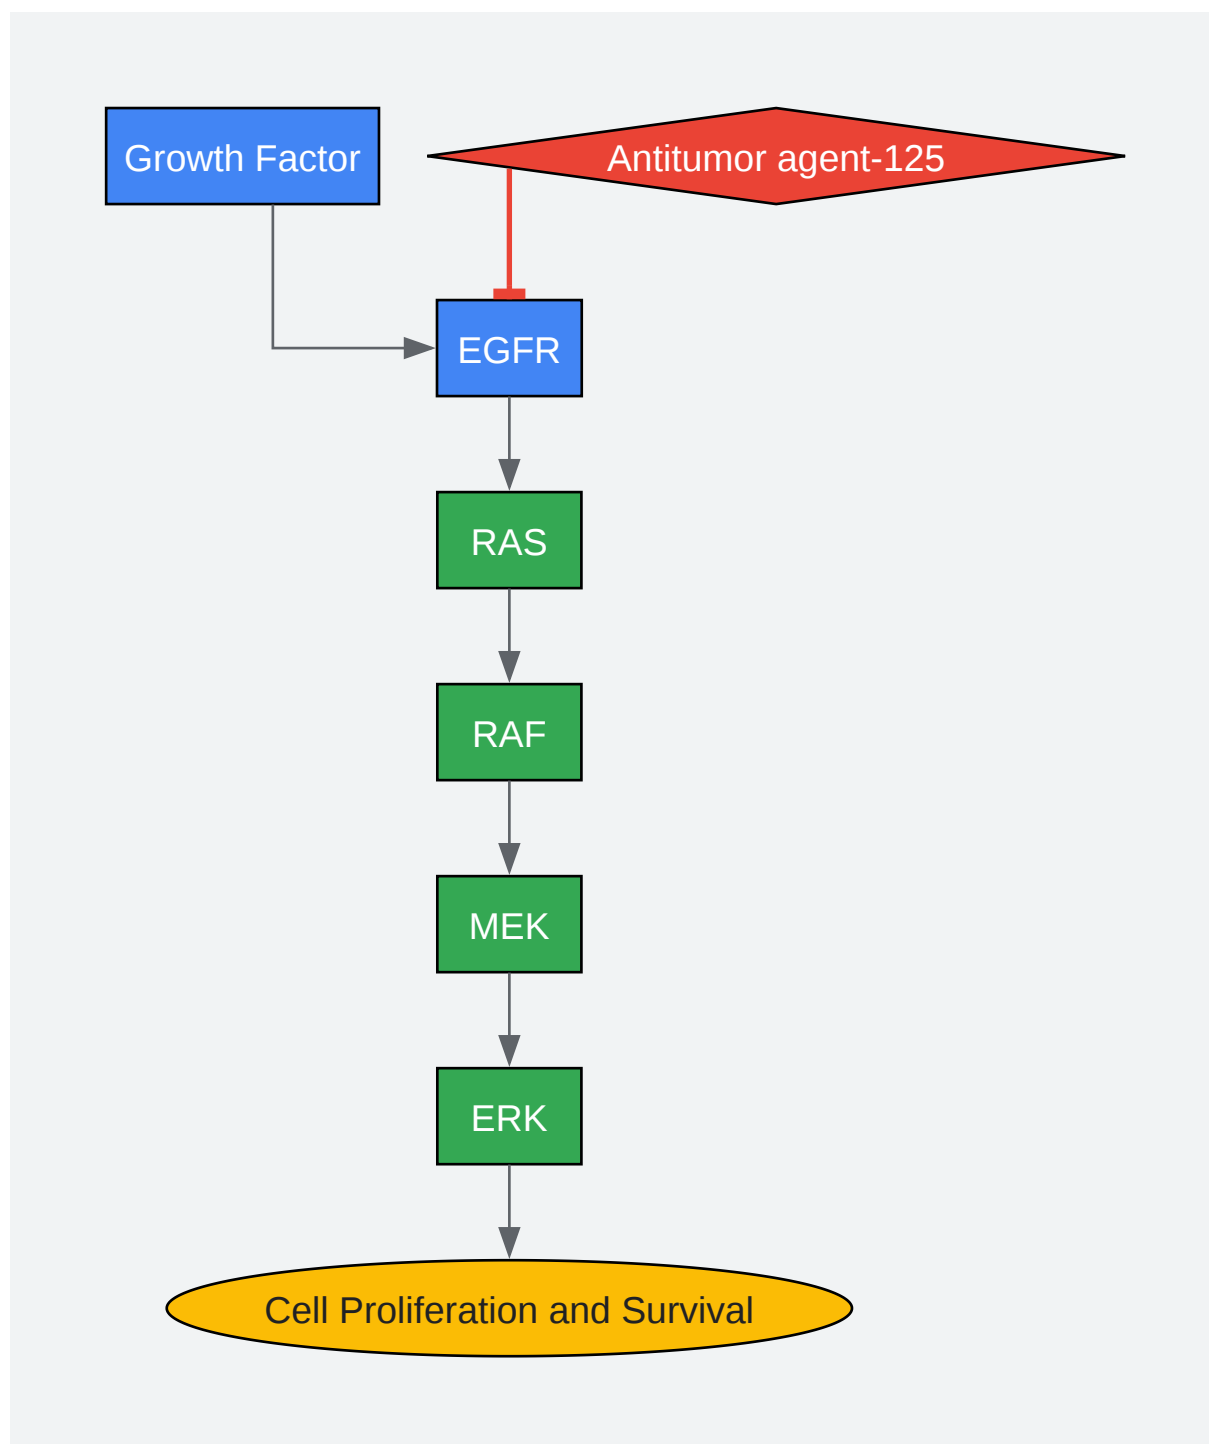 Growth Factor
Antitumor agent-125
EGFR
RAS
RAF
MEK
ERK
Cell Proliferation and Survival